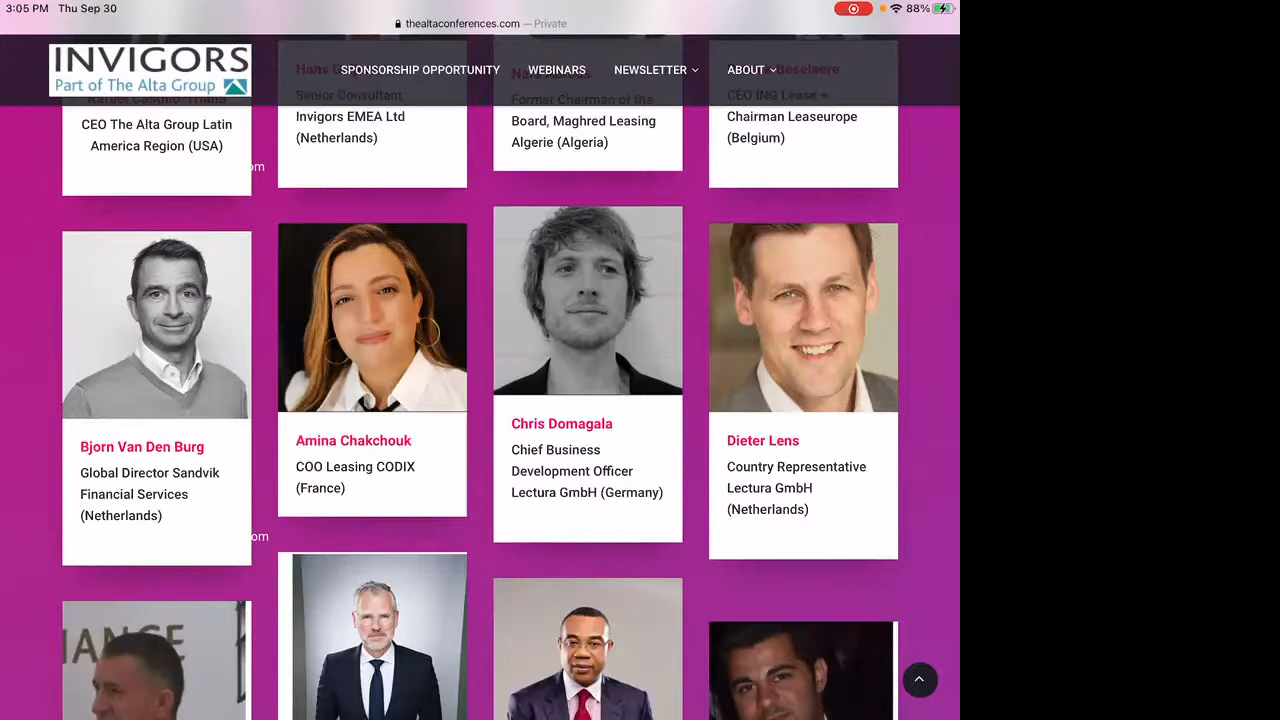 3:05 PM Thu Sep 30
88%
thealtaconferences.com — Private
INVIGORS
Part of The Alta Group
SPONSORSHIP OPPORTUNITY
WEBINARS
NEWSLETTER
ABOUT
CEO The Alta Group Latin
America Region (USA)
om
Hans
Senior Consultant
Invigors EMEA Ltd
(Netherlands)
Former Chairman of the
Board, Maghred Leasing
Algerie (Algeria)
Beselaere
CEO ING Lease +
Chairman Leaseurope
(Belgium)
Bjorn Van Den Burg
Global Director Sandvik
Financial Services
(Netherlands)
Amina Chakchouk
COO Leasing CODIX
(France)
Chris Domagala
Chief Business
Development Officer
Lectura GmbH (Germany)
Dieter Lens
Country Representative
Lectura GmbH
(Netherlands)
om